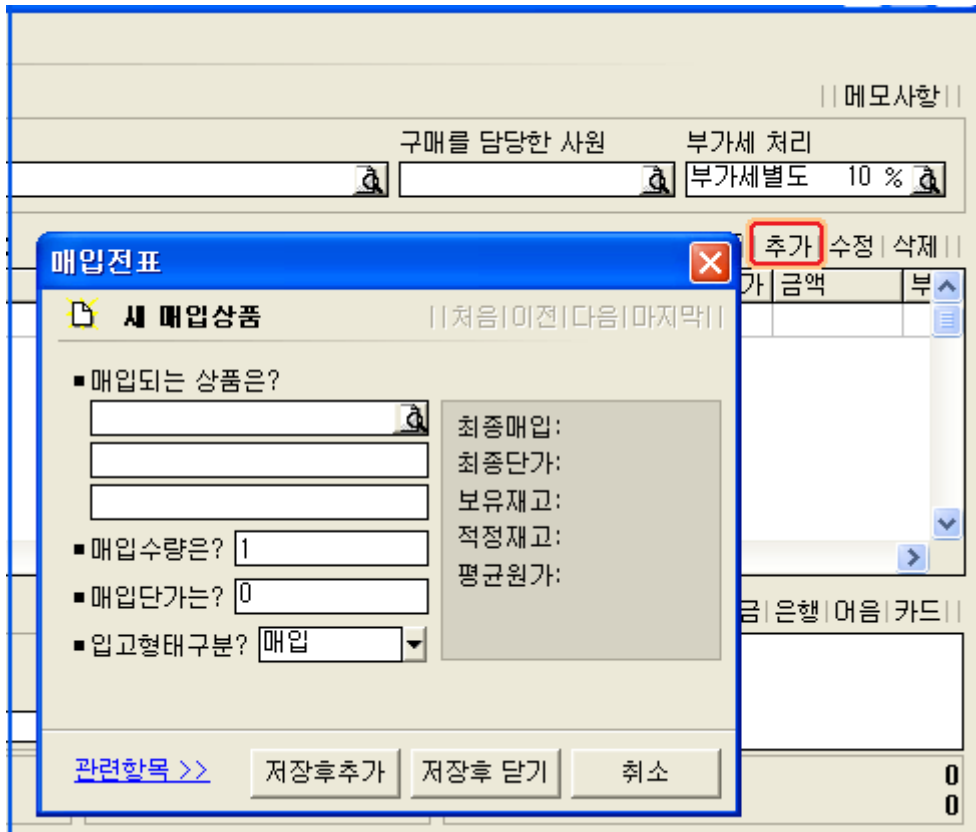 ||메모사항||
구매를 담당한 사원 부가세 처리
부가세별도 10 %
추가|수정|삭제||
매입전표
가 금액 부
새 매입상품 ||처음|이전|다음|마지막||
■매입되는 상품은?
최종매입:
최종단가:
보유재고:
적정재고:
평균원가:
■매입수량은? 1
■매입단가는? 0
■입고형태구분? 매입
금|은행|어음|카드||
관련항목 >> 저장후추가 저장후 닫기 취소
0
0